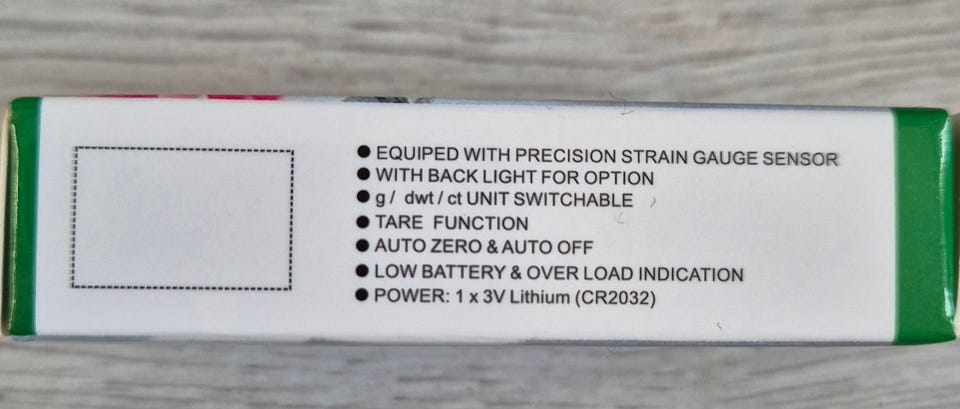 ● EQUIPED WITH PRECISION STRAIN GAUGE SENSOR
● WITH BACK LIGHT FOR OPTION
● g / dwt / ct UNIT SWITCHABLE
● TARE FUNCTION
● AUTO ZERO & AUTO OFF
● LOW BATTERY & OVER LOAD INDICATION
● POWER: 1 x 3V Lithium (CR2032)